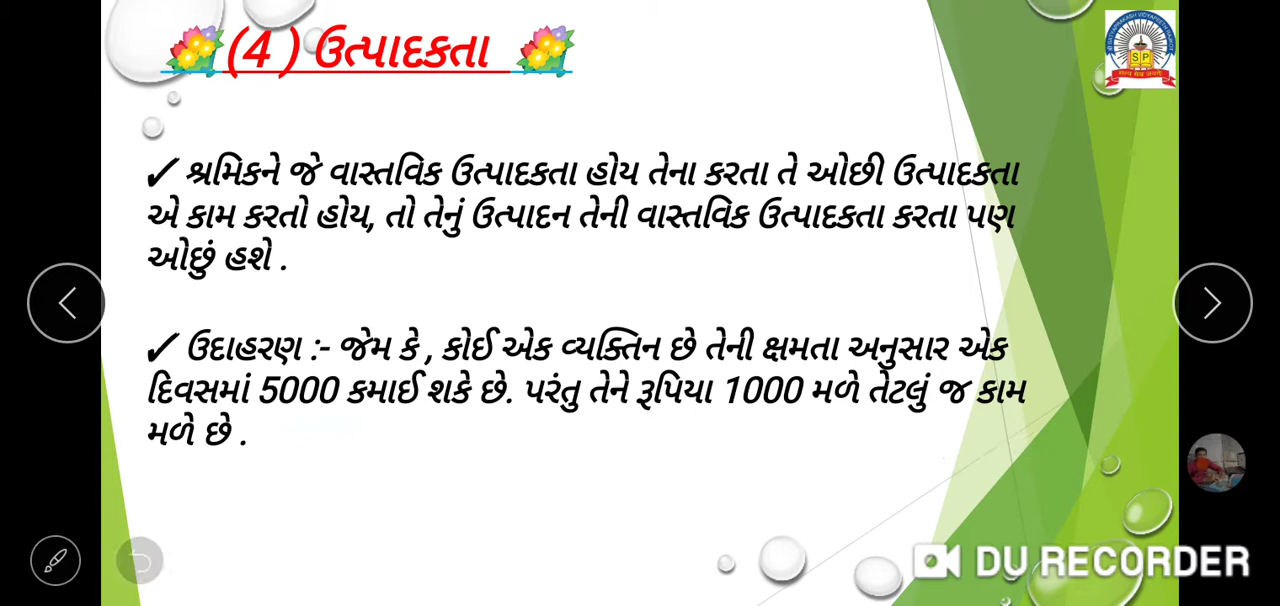 (4 ) ઉત્પાદકતા
✓ શ્રમિકને જે વાસ્તવિક ઉત્પાદકતા હોય તેના કરતા તે ઓછી ઉત્પાદકતા
એ કામ કરતો હોય, તો તેનું ઉત્પાદન તેની વાસ્તવિક ઉત્પાદકતા કરતા પણ
ઓછું હશે .
✓ ઉદાહરણ :- જેમ કે , કોઈ એક વ્યક્તિન છે તેની ક્ષમતા અનુસાર એક
દિવસમાં 5000 કમાઈ શકે છે. પરંતુ તેને રૂપિયા 1000 મળે તેટલું જ કામ
મળે છે .
SP
DU RECORDER